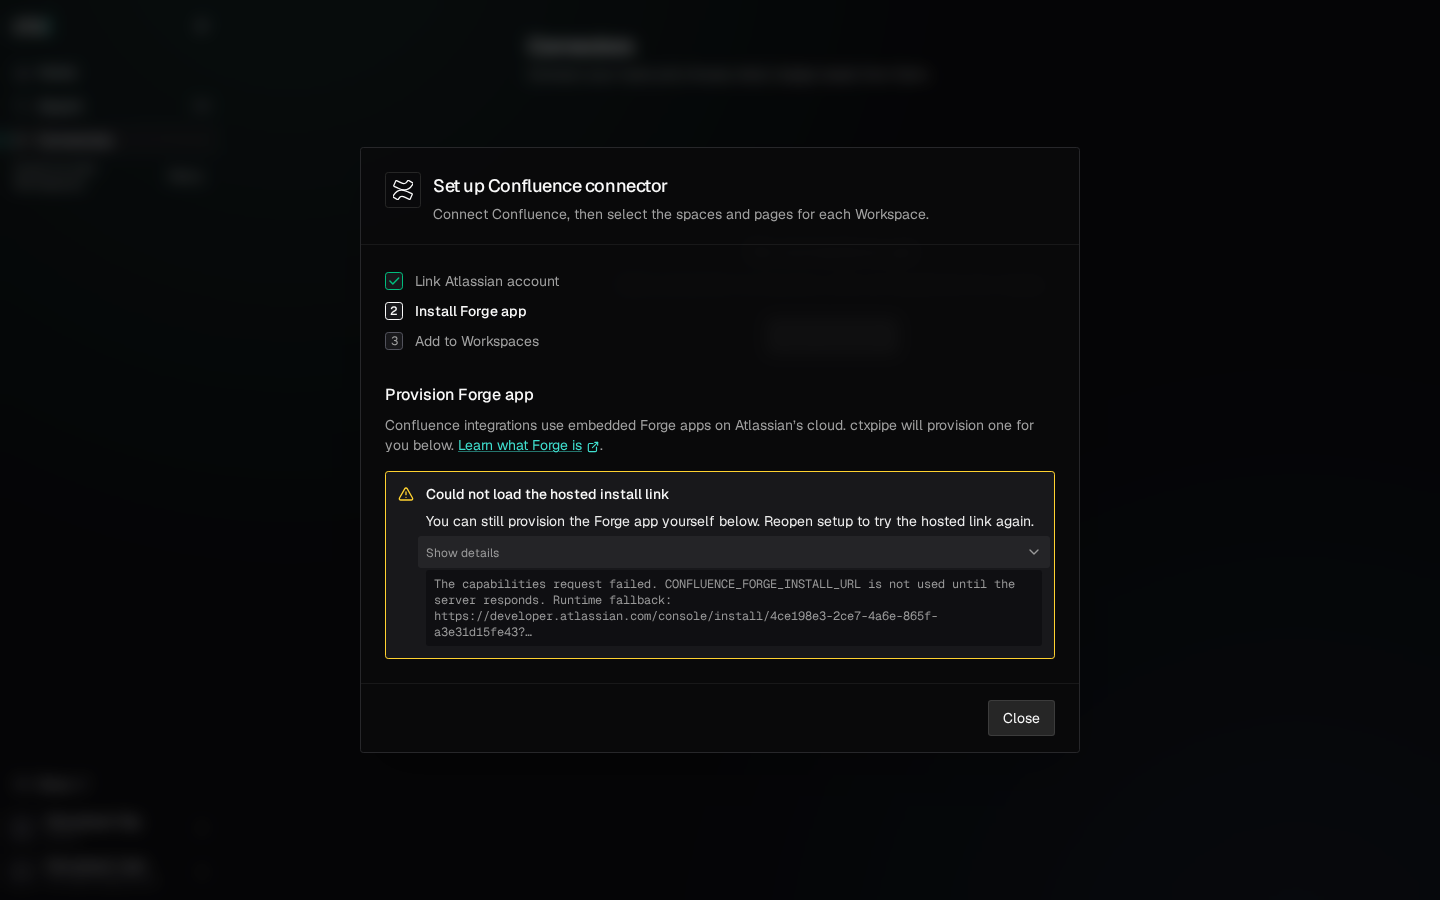 Set up Confluence connector
Connect Confluence, then select the spaces and pages for each Workspace.
Link Atlassian account
2 Install Forge app
3 Add to Workspaces
Provision Forge app
Confluence integrations use embedded Forge apps on Atlassian's cloud. ctxpipe will provision one for
you below. Learn what Forge is .
Could not load the hosted install link
You can still provision the Forge app yourself below. Reopen setup to try the hosted link again.
Show details
The capabilities request failed. CONFLUENCE_FORGE_INSTALL_URL is not used until the
server responds. Runtime fallback:
https://developer.atlassian.com/console/install/4ce198e3-2ce7-4a6e-865f-
a3e31d15fe43?…
Close